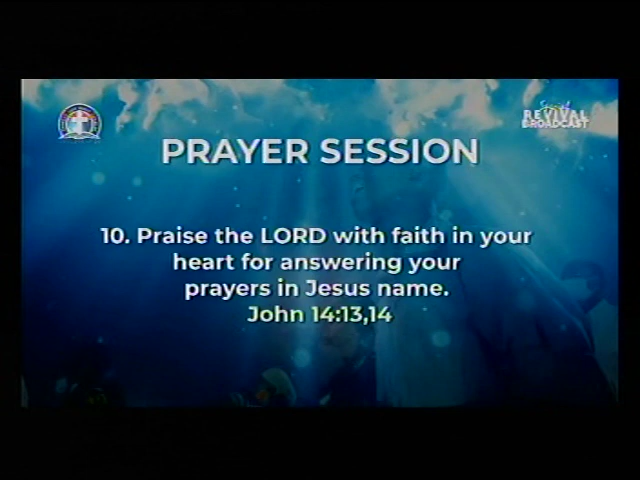 Special
REVIVAL
BROADCAST
PRAYER SESSION
10. Praise the LORD with faith in your
heart for answering your
prayers in Jesus name.
John 14:13,14